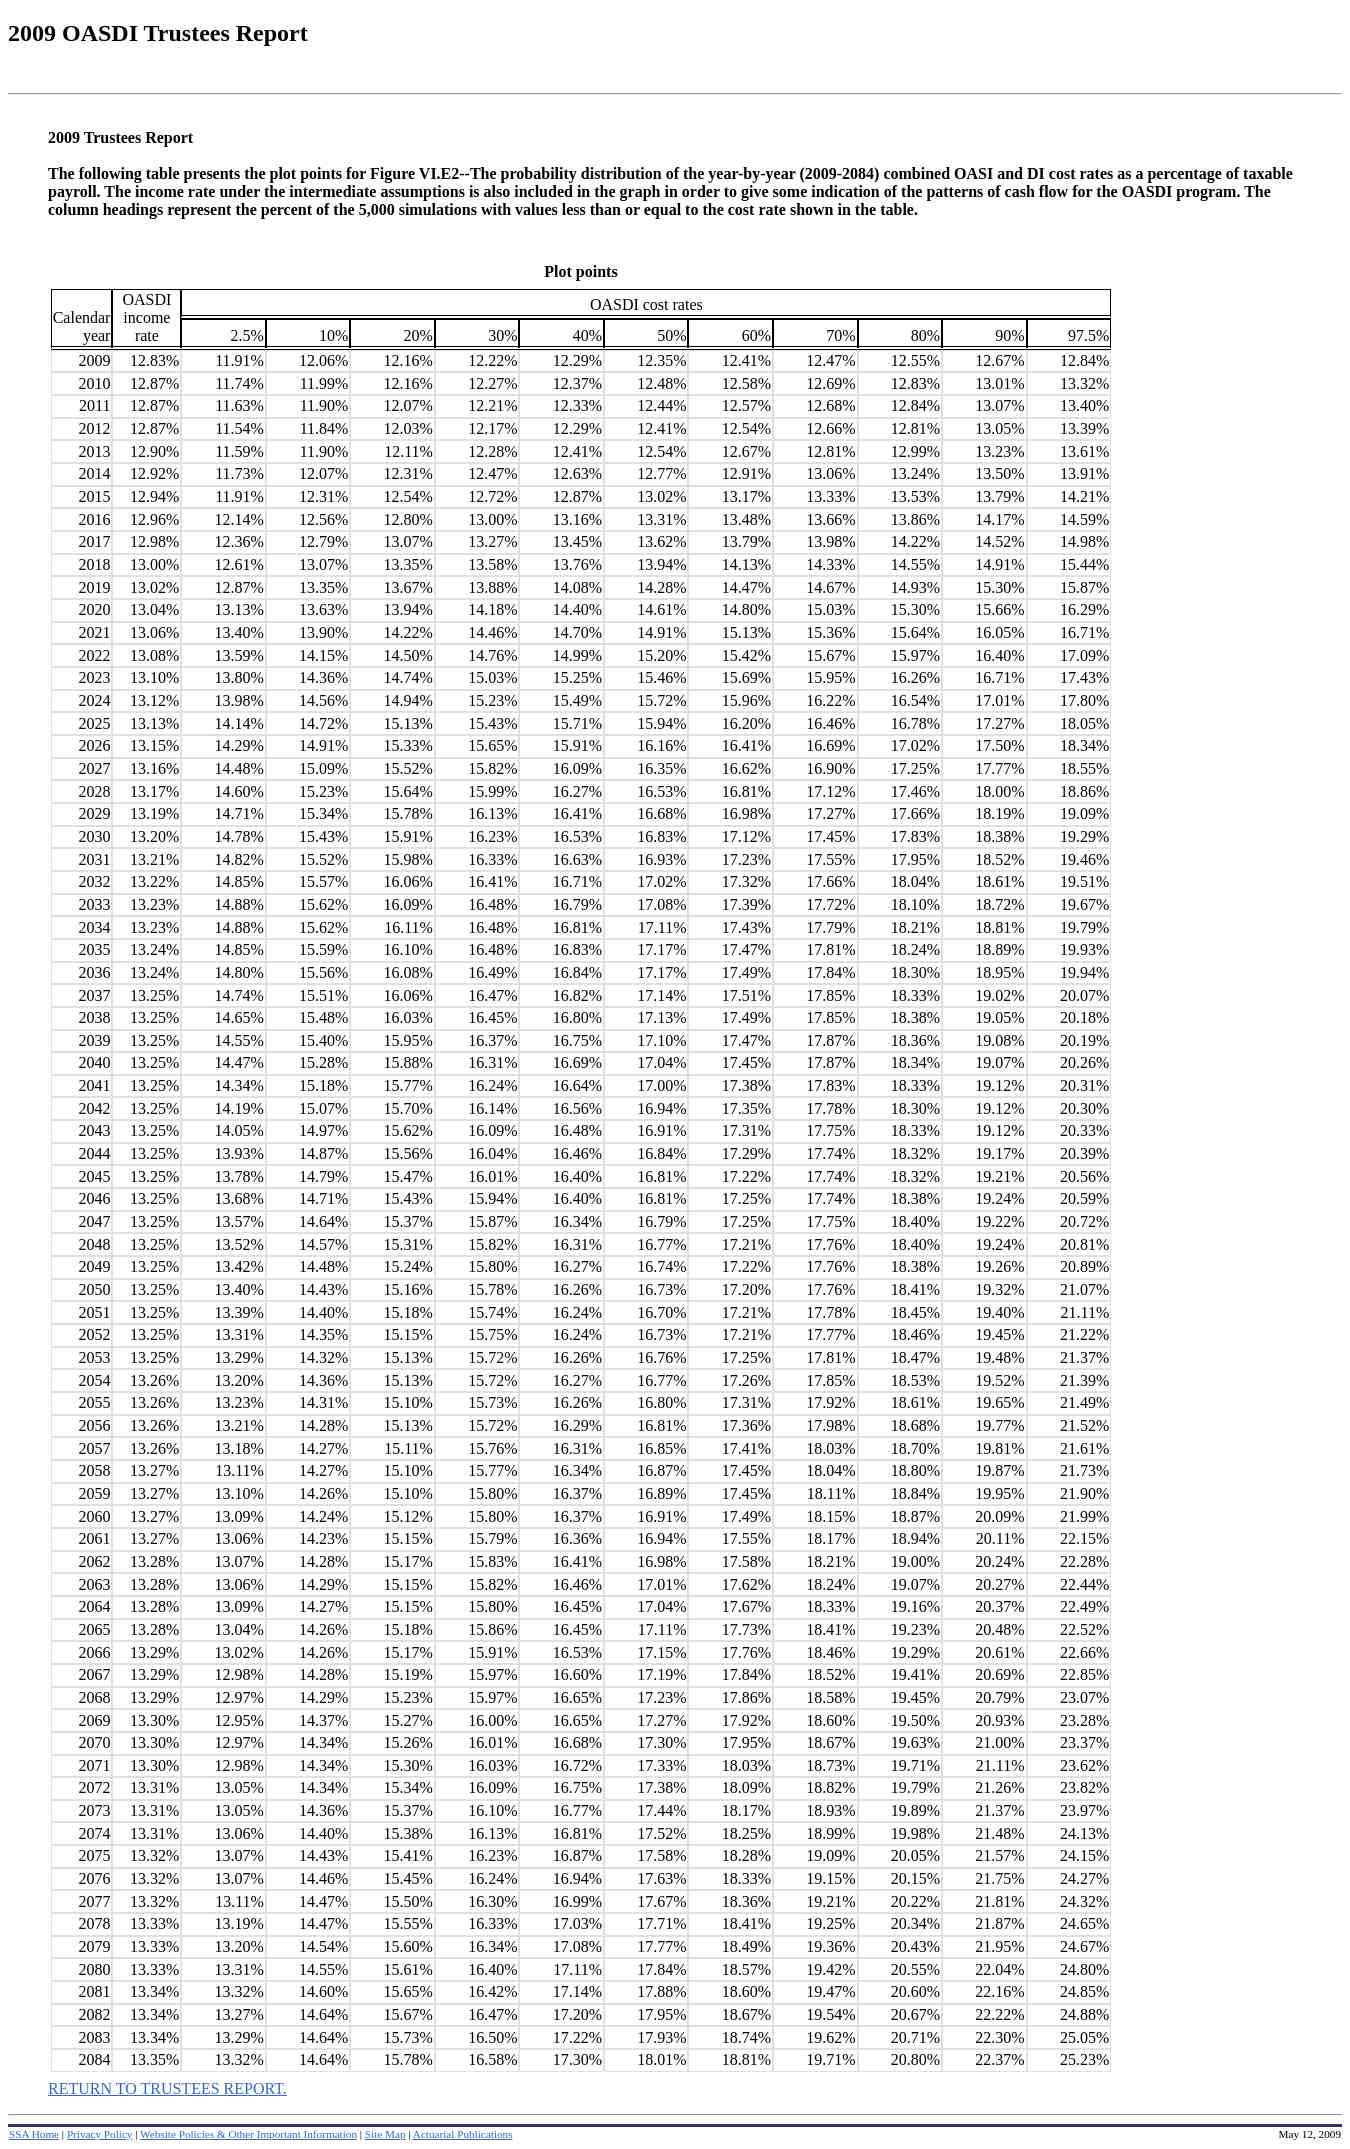 2009 OASDI Trustees Report
2009 Trustees Report
The following table presents the plot points for Figure VI.E2--The probability distribution of the year-by-year (2009-2084) combined OASI and DI cost rates as a percentage of taxable
payroll. The income rate under the intermediate assumptions is also included in the graph in order to give some indication of the patterns of cash flow for the OASDI program. The
column headings represent the percent of the 5,000 simulations with values less than or equal to the cost rate shown in the table.
Plot points
Calendar year OASDI income rate OASDI cost rates
2.5% 10% 20% 30% 40% 50% 60% 70% 80% 90% 97.5%
2009 12.83% 11.91% 12.06% 12.16% 12.22% 12.29% 12.35% 12.41% 12.47% 12.55% 12.67% 12.84%
2010 12.87% 11.74% 11.99% 12.16% 12.27% 12.37% 12.48% 12.58% 12.69% 12.83% 13.01% 13.32%
2011 12.87% 11.63% 11.90% 12.07% 12.21% 12.33% 12.44% 12.57% 12.68% 12.84% 13.07% 13.40%
2012 12.87% 11.54% 11.84% 12.03% 12.17% 12.29% 12.41% 12.54% 12.66% 12.81% 13.05% 13.39%
2013 12.90% 11.59% 11.90% 12.11% 12.28% 12.41% 12.54% 12.67% 12.81% 12.99% 13.23% 13.61%
2014 12.92% 11.73% 12.07% 12.31% 12.47% 12.63% 12.77% 12.91% 13.06% 13.24% 13.50% 13.91%
2015 12.94% 11.91% 12.31% 12.54% 12.72% 12.87% 13.02% 13.17% 13.33% 13.53% 13.79% 14.21%
2016 12.96% 12.14% 12.56% 12.80% 13.00% 13.16% 13.31% 13.48% 13.66% 13.86% 14.17% 14.59%
2017 12.98% 12.36% 12.79% 13.07% 13.27% 13.45% 13.62% 13.79% 13.98% 14.22% 14.52% 14.98%
2018 13.00% 12.61% 13.07% 13.35% 13.58% 13.76% 13.94% 14.13% 14.33% 14.55% 14.91% 15.44%
2019 13.02% 12.87% 13.35% 13.67% 13.88% 14.08% 14.28% 14.47% 14.67% 14.93% 15.30% 15.87%
2020 13.04% 13.13% 13.63% 13.94% 14.18% 14.40% 14.61% 14.80% 15.03% 15.30% 15.66% 16.29%
2021 13.06% 13.40% 13.90% 14.22% 14.46% 14.70% 14.91% 15.13% 15.36% 15.64% 16.05% 16.71%
2022 13.08% 13.59% 14.15% 14.50% 14.76% 14.99% 15.20% 15.42% 15.67% 15.97% 16.40% 17.09%
2023 13.10% 13.80% 14.36% 14.74% 15.03% 15.25% 15.46% 15.69% 15.95% 16.26% 16.71% 17.43%
2024 13.12% 13.98% 14.56% 14.94% 15.23% 15.49% 15.72% 15.96% 16.22% 16.54% 17.01% 17.80%
2025 13.13% 14.14% 14.72% 15.13% 15.43% 15.71% 15.94% 16.20% 16.46% 16.78% 17.27% 18.05%
2026 13.15% 14.29% 14.91% 15.33% 15.65% 15.91% 16.16% 16.41% 16.69% 17.02% 17.50% 18.34%
2027 13.16% 14.48% 15.09% 15.52% 15.82% 16.09% 16.35% 16.62% 16.90% 17.25% 17.77% 18.55%
2028 13.17% 14.60% 15.23% 15.64% 15.99% 16.27% 16.53% 16.81% 17.12% 17.46% 18.00% 18.86%
2029 13.19% 14.71% 15.34% 15.78% 16.13% 16.41% 16.68% 16.98% 17.27% 17.66% 18.19% 19.09%
2030 13.20% 14.78% 15.43% 15.91% 16.23% 16.53% 16.83% 17.12% 17.45% 17.83% 18.38% 19.29%
2031 13.21% 14.82% 15.52% 15.98% 16.33% 16.63% 16.93% 17.23% 17.55% 17.95% 18.52% 19.46%
2032 13.22% 14.85% 15.57% 16.06% 16.41% 16.71% 17.02% 17.32% 17.66% 18.04% 18.61% 19.51%
2033 13.23% 14.88% 15.62% 16.09% 16.48% 16.79% 17.08% 17.39% 17.72% 18.10% 18.72% 19.67%
2034 13.23% 14.88% 15.62% 16.11% 16.48% 16.81% 17.11% 17.43% 17.79% 18.21% 18.81% 19.79%
2035 13.24% 14.85% 15.59% 16.10% 16.48% 16.83% 17.17% 17.47% 17.81% 18.24% 18.89% 19.93%
2036 13.24% 14.80% 15.56% 16.08% 16.49% 16.84% 17.17% 17.49% 17.84% 18.30% 18.95% 19.94%
2037 13.25% 14.74% 15.51% 16.06% 16.47% 16.82% 17.14% 17.51% 17.85% 18.33% 19.02% 20.07%
2038 13.25% 14.65% 15.48% 16.03% 16.45% 16.80% 17.13% 17.49% 17.85% 18.38% 19.05% 20.18%
2039 13.25% 14.55% 15.40% 15.95% 16.37% 16.75% 17.10% 17.47% 17.87% 18.36% 19.08% 20.19%
2040 13.25% 14.47% 15.28% 15.88% 16.31% 16.69% 17.04% 17.45% 17.87% 18.34% 19.07% 20.26%
2041 13.25% 14.34% 15.18% 15.77% 16.24% 16.64% 17.00% 17.38% 17.83% 18.33% 19.12% 20.31%
2042 13.25% 14.19% 15.07% 15.70% 16.14% 16.56% 16.94% 17.35% 17.78% 18.30% 19.12% 20.30%
2043 13.25% 14.05% 14.97% 15.62% 16.09% 16.48% 16.91% 17.31% 17.75% 18.33% 19.12% 20.33%
2044 13.25% 13.93% 14.87% 15.56% 16.04% 16.46% 16.84% 17.29% 17.74% 18.32% 19.17% 20.39%
2045 13.25% 13.78% 14.79% 15.47% 16.01% 16.40% 16.81% 17.22% 17.74% 18.32% 19.21% 20.56%
2046 13.25% 13.68% 14.71% 15.43% 15.94% 16.40% 16.81% 17.25% 17.74% 18.38% 19.24% 20.59%
2047 13.25% 13.57% 14.64% 15.37% 15.87% 16.34% 16.79% 17.25% 17.75% 18.40% 19.22% 20.72%
2048 13.25% 13.52% 14.57% 15.31% 15.82% 16.31% 16.77% 17.21% 17.76% 18.40% 19.24% 20.81%
2049 13.25% 13.42% 14.48% 15.24% 15.80% 16.27% 16.74% 17.22% 17.76% 18.38% 19.26% 20.89%
2050 13.25% 13.40% 14.43% 15.16% 15.78% 16.26% 16.73% 17.20% 17.76% 18.41% 19.32% 21.07%
2051 13.25% 13.39% 14.40% 15.18% 15.74% 16.24% 16.70% 17.21% 17.78% 18.45% 19.40% 21.11%
2052 13.25% 13.31% 14.35% 15.15% 15.75% 16.24% 16.73% 17.21% 17.77% 18.46% 19.45% 21.22%
2053 13.25% 13.29% 14.32% 15.13% 15.72% 16.26% 16.76% 17.25% 17.81% 18.47% 19.48% 21.37%
2054 13.26% 13.20% 14.36% 15.13% 15.72% 16.27% 16.77% 17.26% 17.85% 18.53% 19.52% 21.39%
2055 13.26% 13.23% 14.31% 15.10% 15.73% 16.26% 16.80% 17.31% 17.92% 18.61% 19.65% 21.49%
2056 13.26% 13.21% 14.28% 15.13% 15.72% 16.29% 16.81% 17.36% 17.98% 18.68% 19.77% 21.52%
2057 13.26% 13.18% 14.27% 15.11% 15.76% 16.31% 16.85% 17.41% 18.03% 18.70% 19.81% 21.61%
2058 13.27% 13.11% 14.27% 15.10% 15.77% 16.34% 16.87% 17.45% 18.04% 18.80% 19.87% 21.73%
2059 13.27% 13.10% 14.26% 15.10% 15.80% 16.37% 16.89% 17.45% 18.11% 18.84% 19.95% 21.90%
2060 13.27% 13.09% 14.24% 15.12% 15.80% 16.37% 16.91% 17.49% 18.15% 18.87% 20.09% 21.99%
2061 13.27% 13.06% 14.23% 15.15% 15.79% 16.36% 16.94% 17.55% 18.17% 18.94% 20.11% 22.15%
2062 13.28% 13.07% 14.28% 15.17% 15.83% 16.41% 16.98% 17.58% 18.21% 19.00% 20.24% 22.28%
2063 13.28% 13.06% 14.29% 15.15% 15.82% 16.46% 17.01% 17.62% 18.24% 19.07% 20.27% 22.44%
2064 13.28% 13.09% 14.27% 15.15% 15.80% 16.45% 17.04% 17.67% 18.33% 19.16% 20.37% 22.49%
2065 13.28% 13.04% 14.26% 15.18% 15.86% 16.45% 17.11% 17.73% 18.41% 19.23% 20.48% 22.52%
2066 13.29% 13.02% 14.26% 15.17% 15.91% 16.53% 17.15% 17.76% 18.46% 19.29% 20.61% 22.66%
2067 13.29% 12.98% 14.28% 15.19% 15.97% 16.60% 17.19% 17.84% 18.52% 19.41% 20.69% 22.85%
2068 13.29% 12.97% 14.29% 15.23% 15.97% 16.65% 17.23% 17.86% 18.58% 19.45% 20.79% 23.07%
2069 13.30% 12.95% 14.37% 15.27% 16.00% 16.65% 17.27% 17.92% 18.60% 19.50% 20.93% 23.28%
2070 13.30% 12.97% 14.34% 15.26% 16.01% 16.68% 17.30% 17.95% 18.67% 19.63% 21.00% 23.37%
2071 13.30% 12.98% 14.34% 15.30% 16.03% 16.72% 17.33% 18.03% 18.73% 19.71% 21.11% 23.62%
2072 13.31% 13.05% 14.34% 15.34% 16.09% 16.75% 17.38% 18.09% 18.82% 19.79% 21.26% 23.82%
2073 13.31% 13.05% 14.36% 15.37% 16.10% 16.77% 17.44% 18.17% 18.93% 19.89% 21.37% 23.97%
2074 13.31% 13.06% 14.40% 15.38% 16.13% 16.81% 17.52% 18.25% 18.99% 19.98% 21.48% 24.13%
2075 13.32% 13.07% 14.43% 15.41% 16.23% 16.87% 17.58% 18.28% 19.09% 20.05% 21.57% 24.15%
2076 13.32% 13.07% 14.46% 15.45% 16.24% 16.94% 17.63% 18.33% 19.15% 20.15% 21.75% 24.27%
2077 13.32% 13.11% 14.47% 15.50% 16.30% 16.99% 17.67% 18.36% 19.21% 20.22% 21.81% 24.32%
2078 13.33% 13.19% 14.47% 15.55% 16.33% 17.03% 17.71% 18.41% 19.25% 20.34% 21.87% 24.65%
2079 13.33% 13.20% 14.54% 15.60% 16.34% 17.08% 17.77% 18.49% 19.36% 20.43% 21.95% 24.67%
2080 13.33% 13.31% 14.55% 15.61% 16.40% 17.11% 17.84% 18.57% 19.42% 20.55% 22.04% 24.80%
2081 13.34% 13.32% 14.60% 15.65% 16.42% 17.14% 17.88% 18.60% 19.47% 20.60% 22.16% 24.85%
2082 13.34% 13.27% 14.64% 15.67% 16.47% 17.20% 17.95% 18.67% 19.54% 20.67% 22.22% 24.88%
2083 13.34% 13.29% 14.64% 15.73% 16.50% 17.22% 17.93% 18.74% 19.62% 20.71% 22.30% 25.05%
2084 13.35% 13.32% 14.64% 15.78% 16.58% 17.30% 18.01% 18.81% 19.71% 20.80% 22.37% 25.23%
RETURN TO TRUSTEES REPORT.
SSA Home | Privacy Policy | Website Policies & Other Important Information | Site Map | Actuarial Publications May 12, 2009